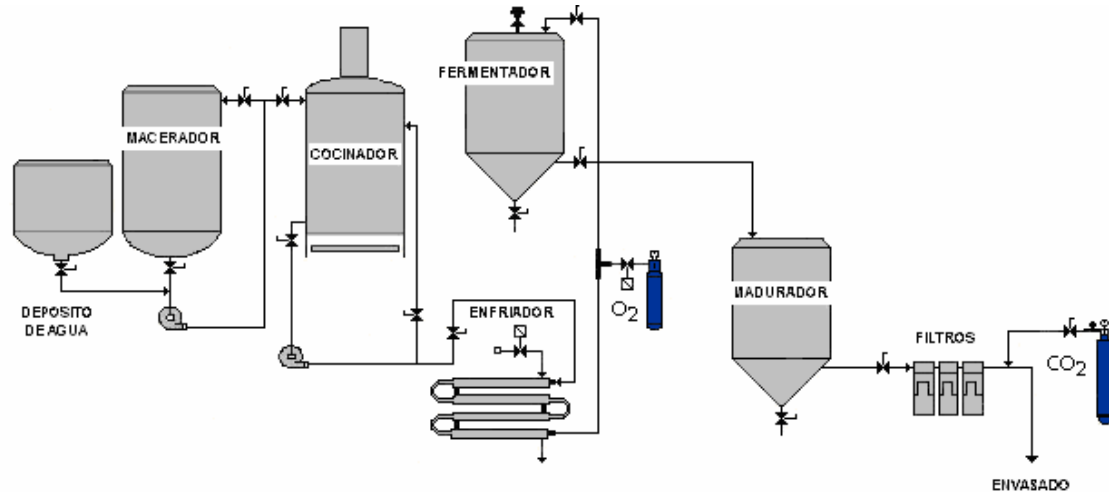 FERMENTADOR
MACERADOR
COCINADOR
DEPOSITO
DE AGUA
ENFRIADOR
O2
MADURADOR
FILTROS
CO2
ENVASADO